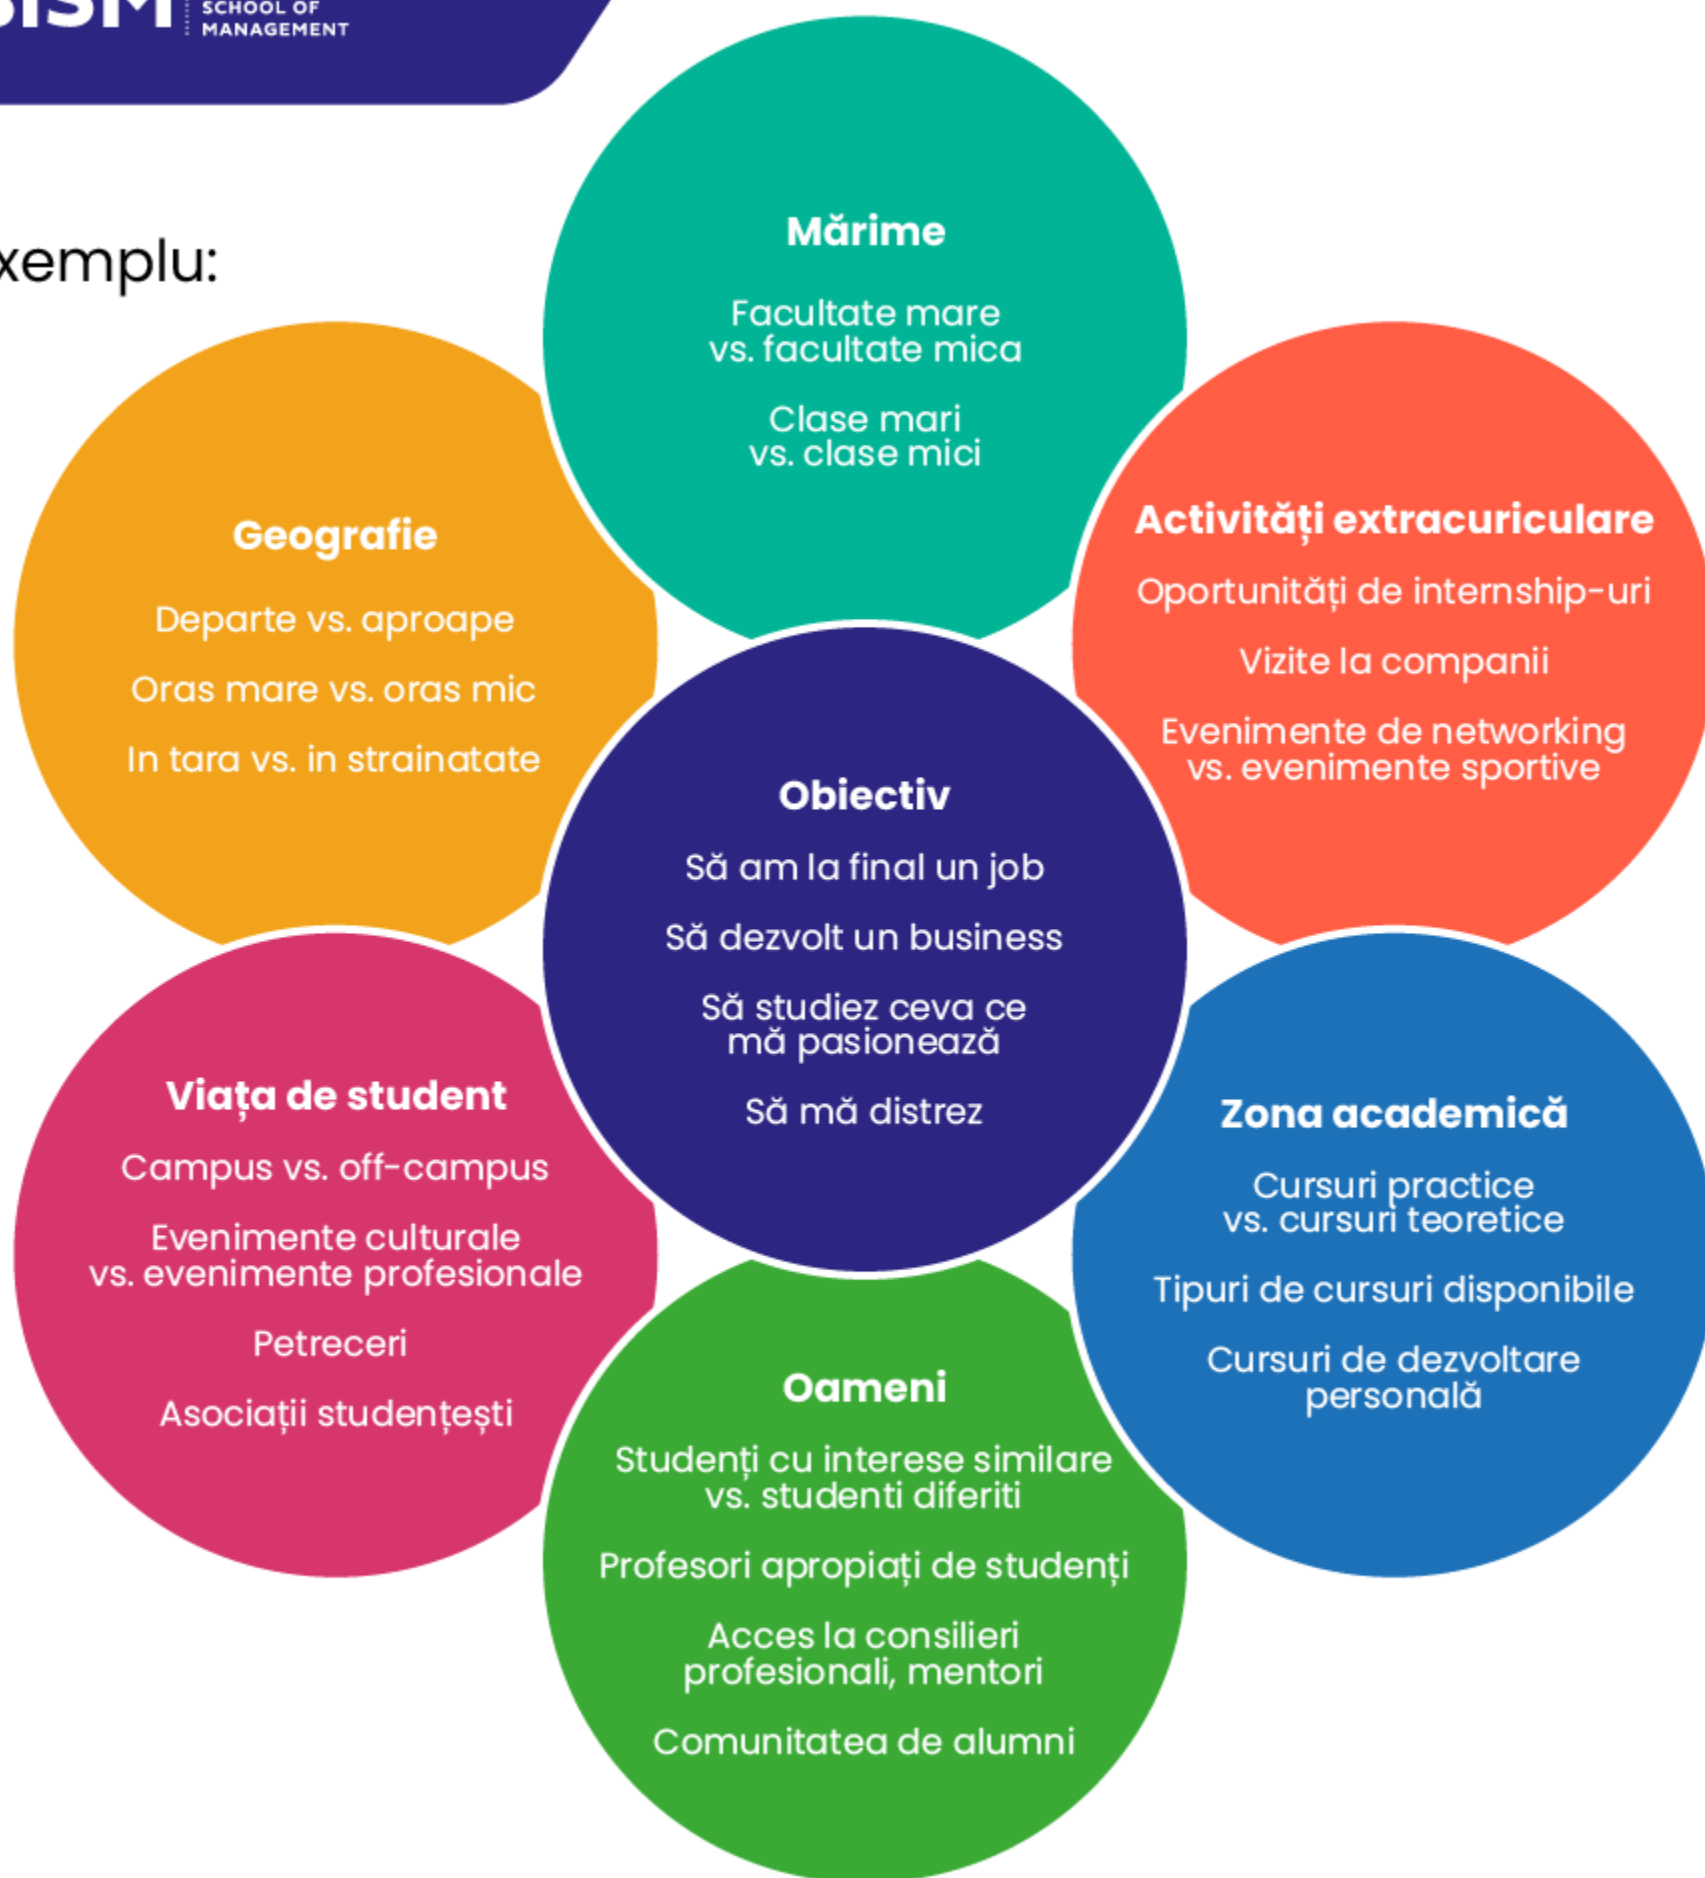 SCHOOL OF
MANAGEMENT
xemplu:
Mărime
Facultate mare
vs. facultate mica
Clase mari
vs. clase mici
Geografie
Departe vs. aproape
Oras mare vs. oras mic
In tara vs. in strainatate
Activități extracuriculare
Oportunități de internship-uri
Vizite la companii
Evenimente de networking
vs. evenimente sportive
Obiectiv
Să am la final un job
Să dezvolt un business
Să studiez ceva ce
mă pasionează
Să mă distrez
Viața de student
Campus vs. off-campus
Evenimente culturale
vs. evenimente profesionale
Petreceri
Asociații studențești
Zona academică
Cursuri practice
vs. cursuri teoretice
Tipuri de cursuri disponibile
Cursuri de dezvoltare
personală
Oameni
Studenți cu interese similare
vs. studenti diferiti
Profesori apropiați de studenți
Acces la consilieri
profesionali, mentori
Comunitatea de alumni